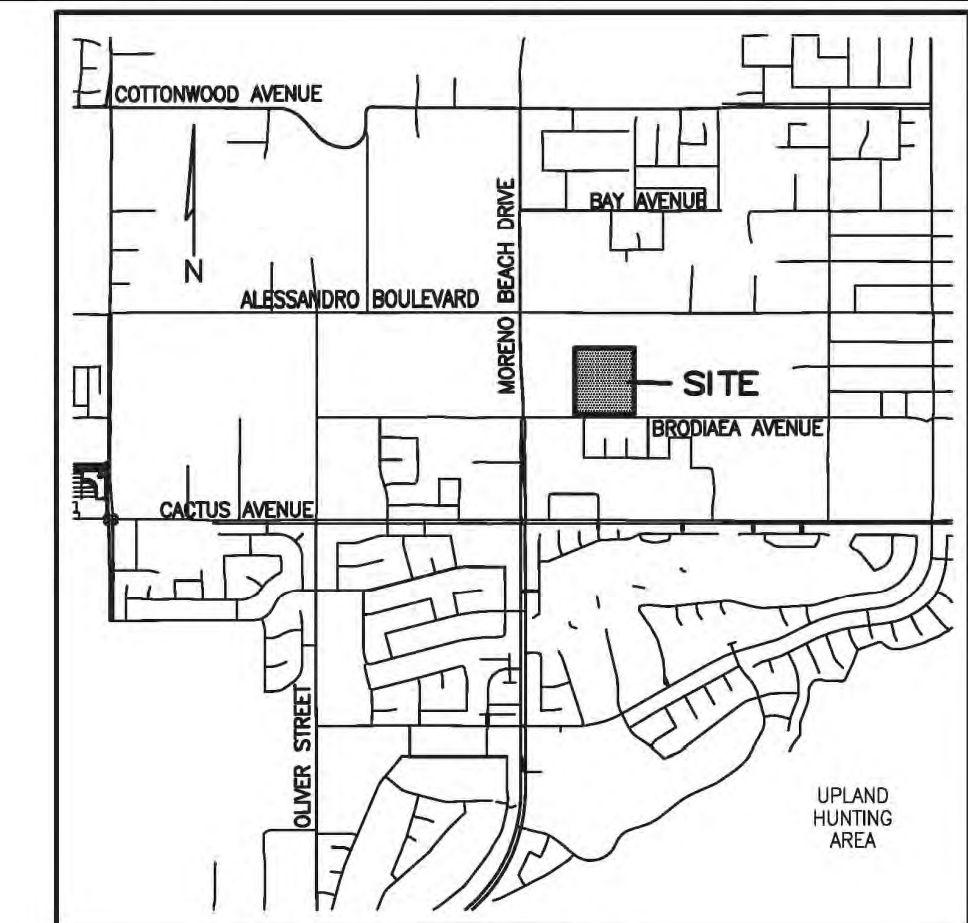 COTTONWOOD AVENUE
BAY AVENUE
MORENO BEACH DRIVE
N
ALESSANDRO BOULEVARD
SITE
BRODIAEA AVENUE
CACTUS AVENUE
OLIVER STREET
UPLAND
HUNTING
AREA